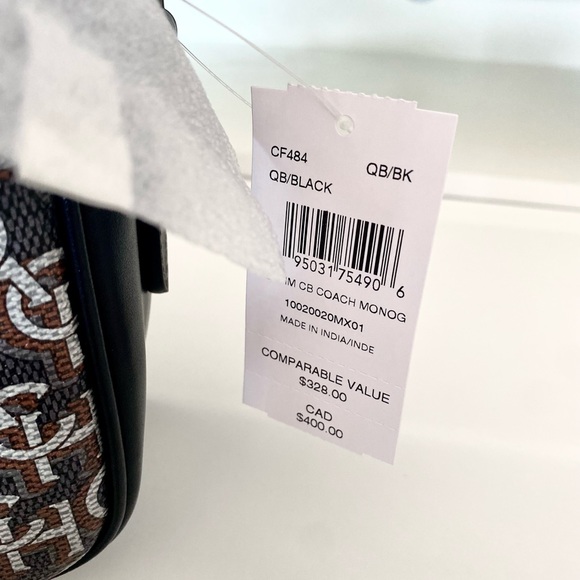 CF484 QB/BK
QB/BLACK
95031 75490 6
IM CB COACH MONOG
10020020MX01
MADE IN INDIA/INDE
COMPARABLE VALUE
$328.00
CAD
$400.00